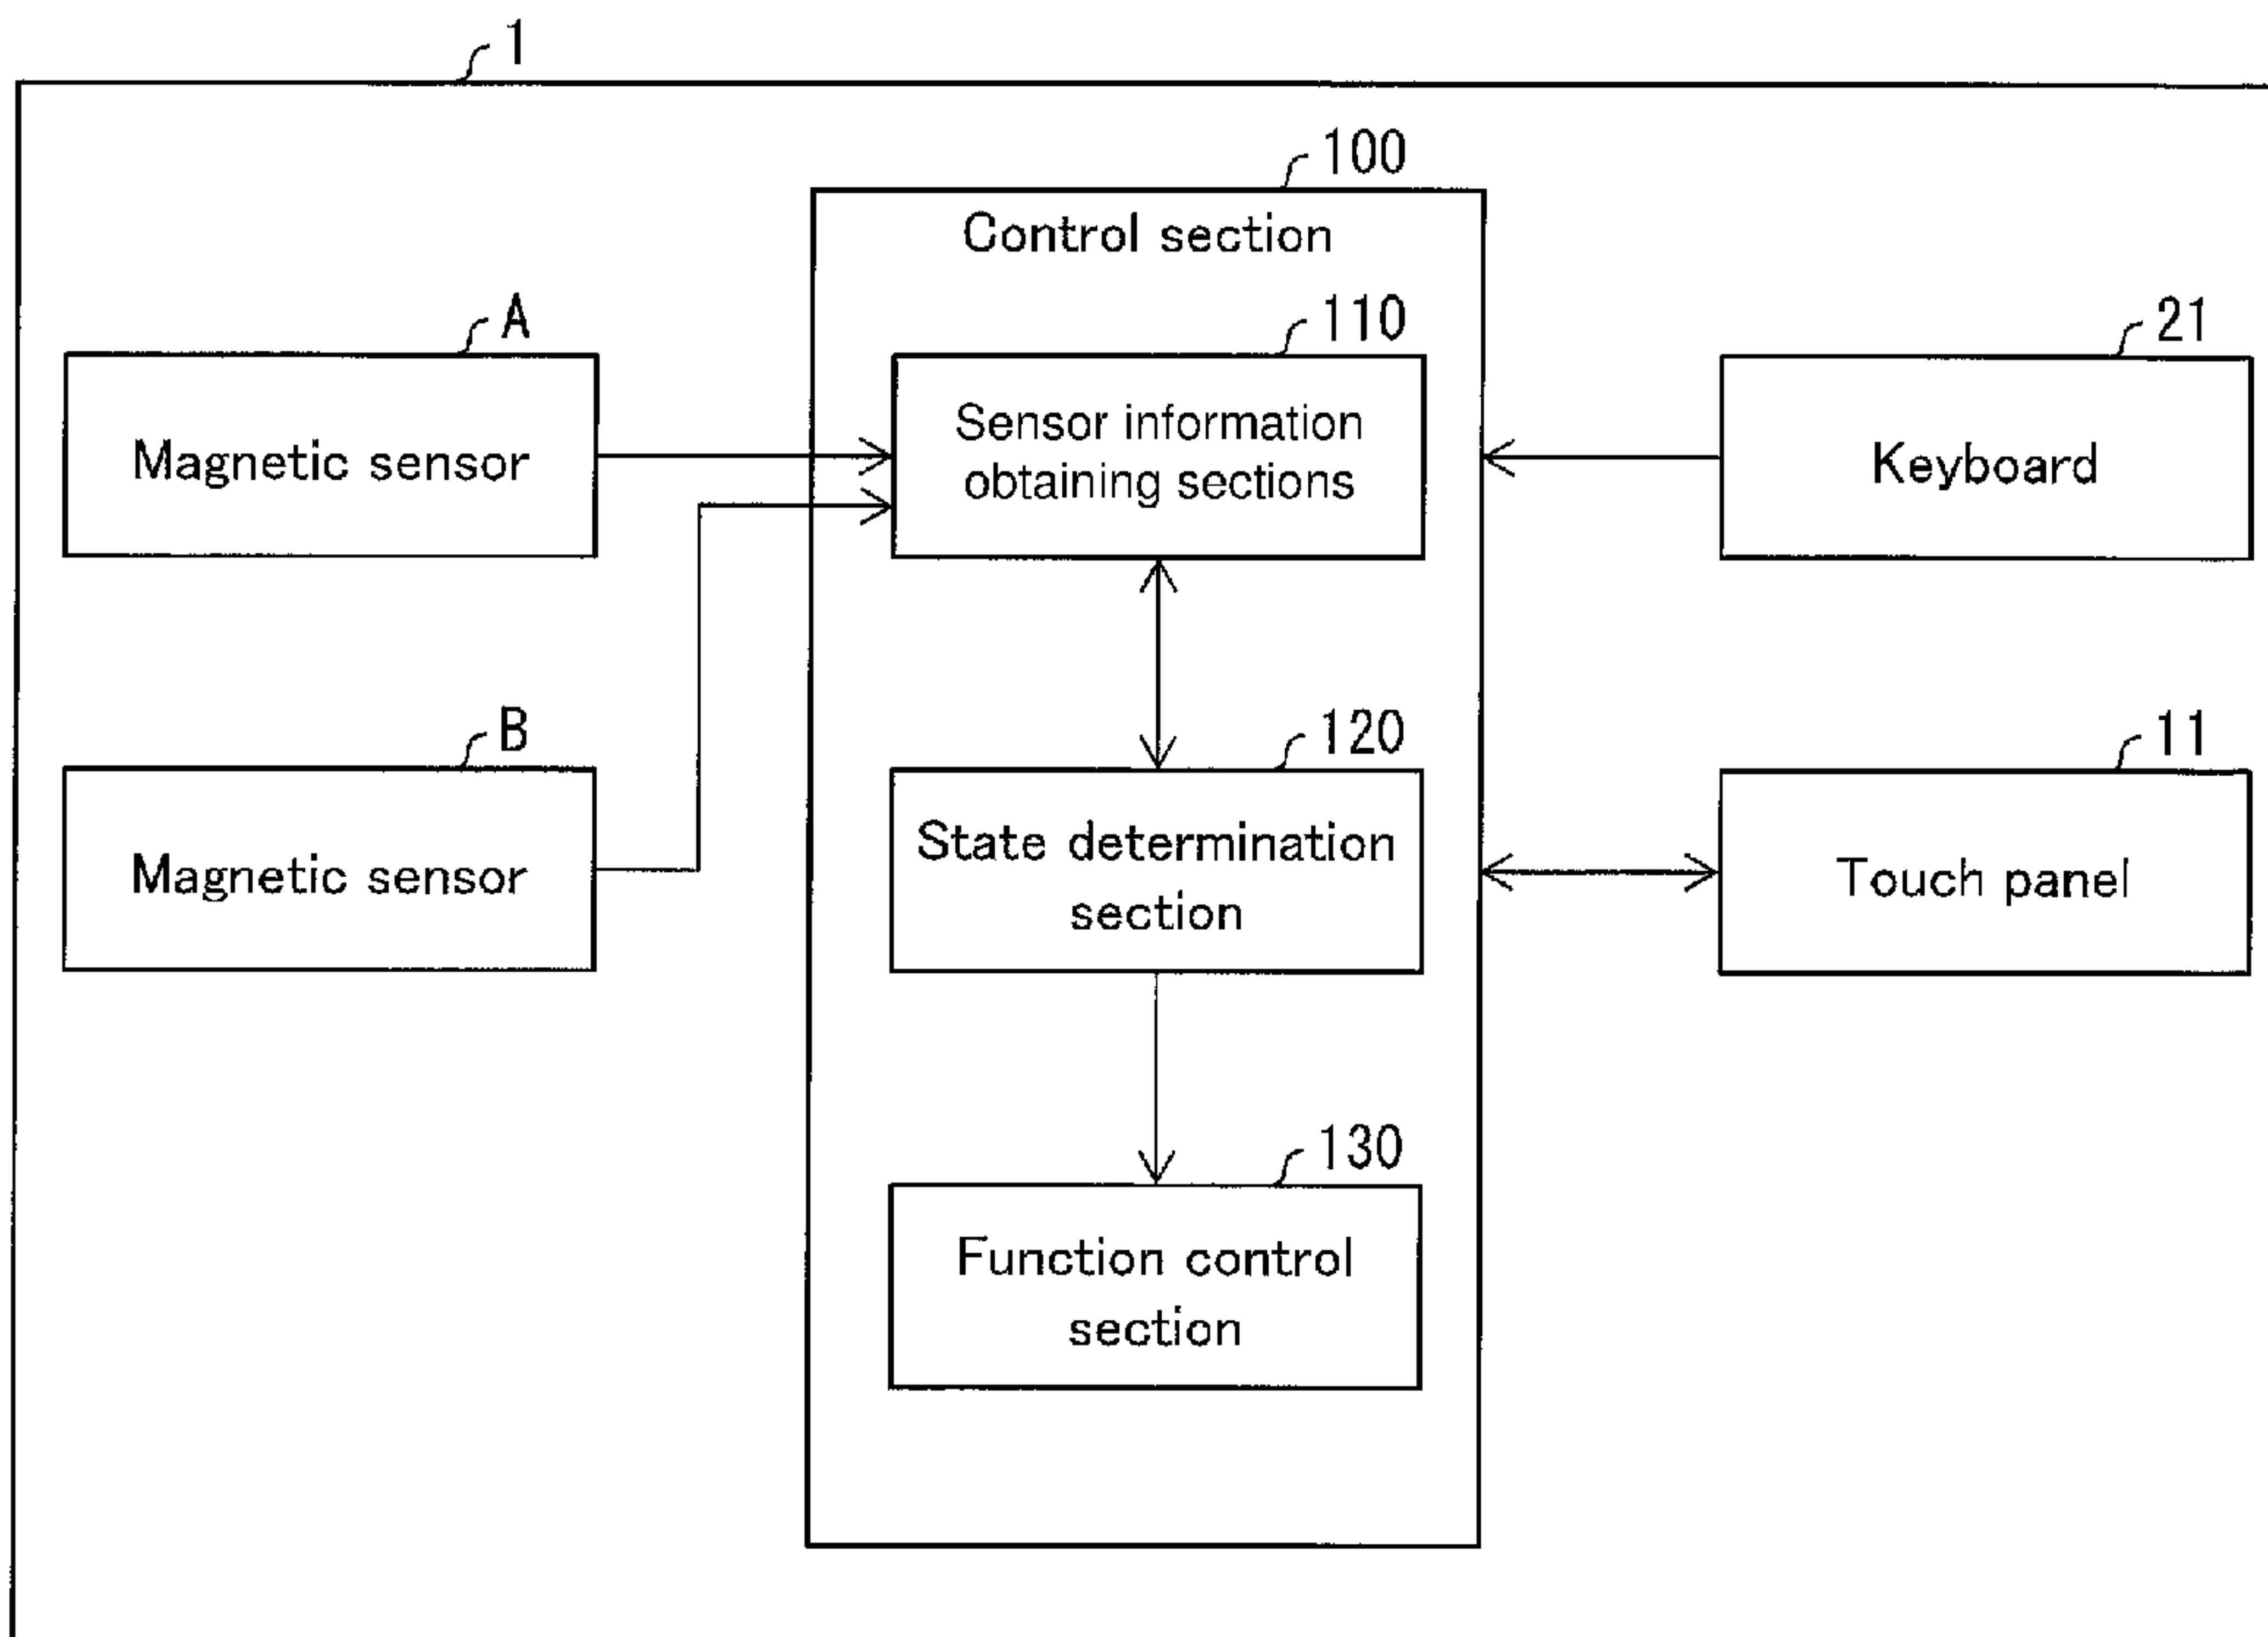 1
100
Control section
A
110
21
Magnetic sensor
Sensor information
obtaining sections
Keyboard
B
120
11
Magnetic sensor
State determination
section
Touch panel
130
Function control
section